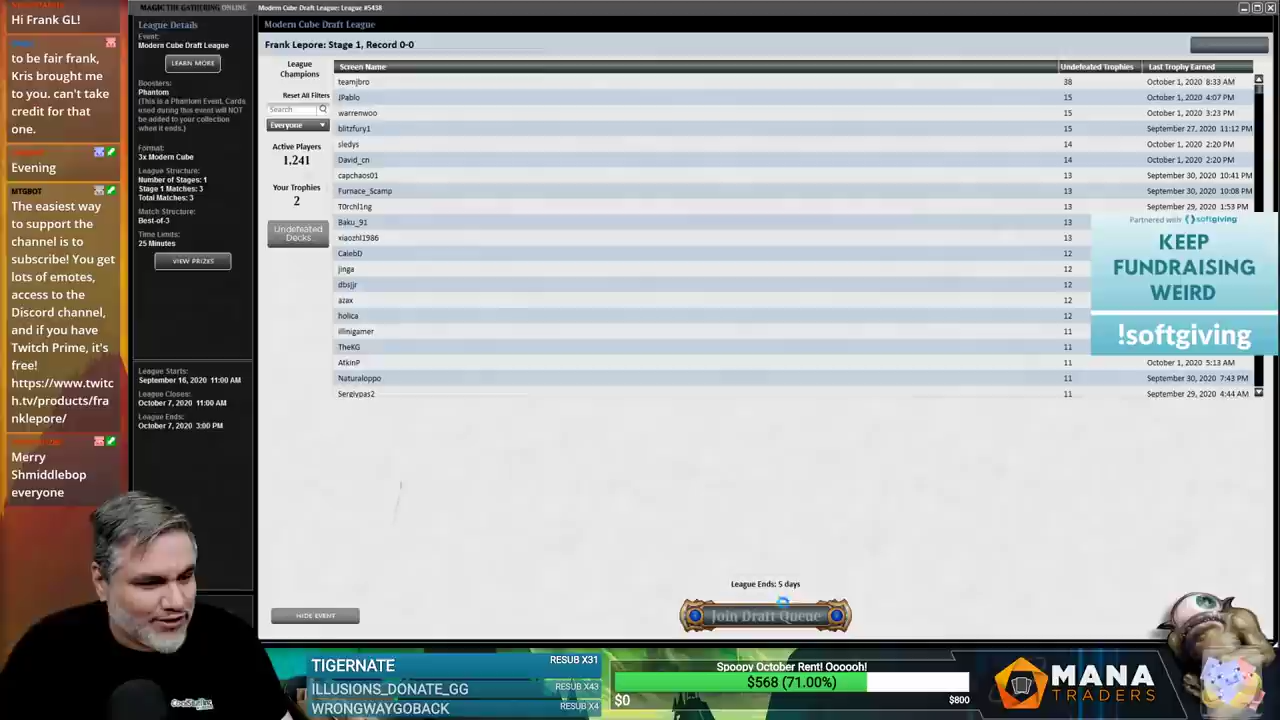 Hi Frank GL!
to be fair frank,
Kris brought me
to you. can't take
credit for that
one.
Evening
MTGBOT
The easiest way
to support the
channel is to
subscribe! You get
lots of emotes,
access to the
Discord channel,
and if you have
Twitch Prime, it's
free!
https://www.twitc
h.tv/products/fra
nklepore/
Merry
Shmiddlebop
everyone
MAGIC THE GATHERING ONLINE
League Details
Event:
Modern Cube Draft League
LEARN MORE
Boosters:
Phantom
(This is a Phantom Event. Cards
used during this event will NOT
be added to your collection
when it ends.)
Format:
3x Modern Cube
League Structure:
Number of Stages: 1
Stage 1 Matches: 3
Total Matches: 3
Match Structure:
Best-of-3
Time Limits:
25 Minutes
VIEW PRIZES
League Starts:
September 16, 2020 11:00 AM
League Closes:
October 7, 2020 11:00 AM
League Ends:
October 7, 2020 3:00 PM
Modern Cube Draft League: League #5438
Modern Cube Draft League
Frank Lepore: Stage 1, Record 0-0
League
Champions
Reset All Filters
Search
Everyone
Active Players
1,241
Your Trophies
2
Undefeated
Decks...
Screen Name Undefeated Trophies Last Trophy Earned
teamjbro 38 October 1, 2020 8:33 AM
JPablo 15 October 1, 2020 4:07 PM
warrenwoo 15 October 1, 2020 3:23 PM
blitzfury1 15 September 27, 2020 11:12 PM
sledys 14 October 1, 2020 2:20 PM
David_cn 14 October 1, 2020 2:20 PM
capchaos01 13 September 30, 2020 10:41 PM
Furnace_Scamp 13 September 30, 2020 10:08 PM
T0rchl1ng 13 September 29, 2020 1:53 PM
Baku_91 13
xiaozhl1986 13
CalebD 12
jinga 12
dbsjjr 12
azax 12
holica 12
illinigamer 11
TheKG 11
AtkinP 11 October 1, 2020 5:13 AM
Naturaloppo 11 September 30, 2020 7:43 PM
Sergiypas2 11 September 29, 2020 4:44 AM
Partnered with softgiving
KEEP
FUNDRAISING
WEIRD
!softgiving
League Ends: 5 days
Join Draft Queue
HIDE EVENT
TIGERNATE RESUB X31
ILLUSIONS_DONATE_GG RESUB X43
WRONGWAYGOBACK RESUB X4
Spoopy October Rent! Oooooh!
$568 (71.00%)
$0 $800
MANA
TRADERS